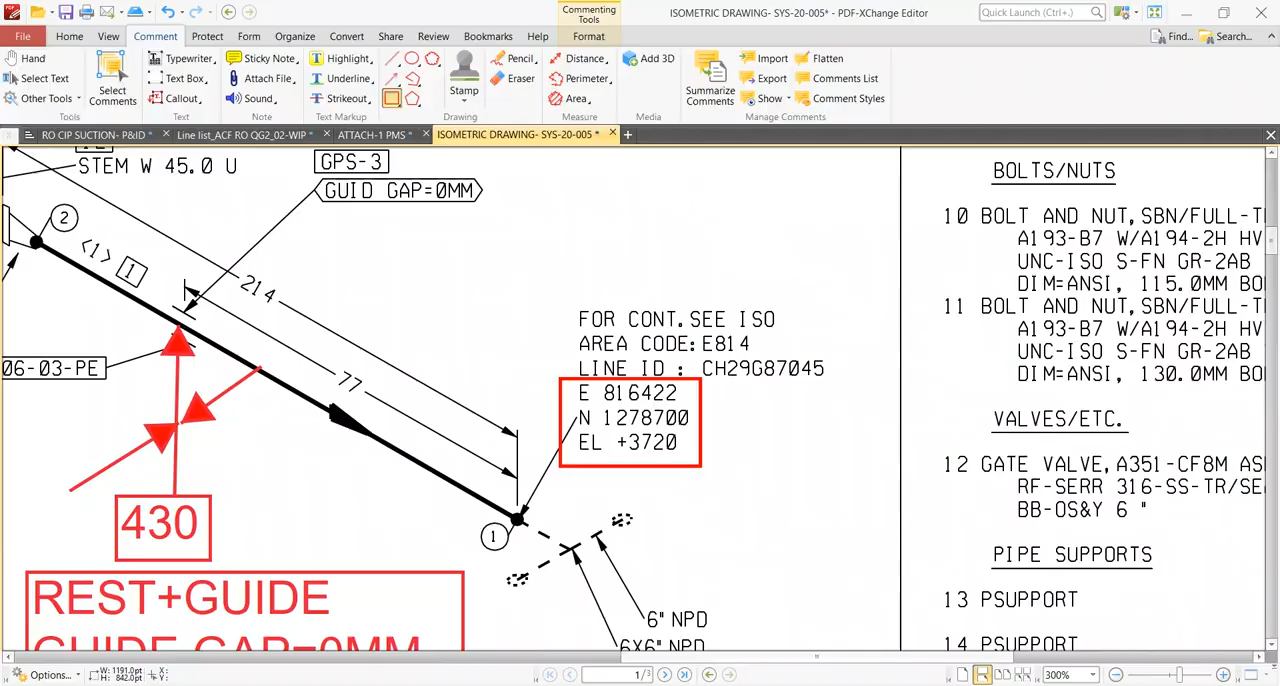 Commenting
Tools
ISOMETRIC DRAWING- SYS-20-005* - PDF-XChange Editor
Quick Launch (Ctrl+.)
File Home View Comment Protect Form Organize Convert Share Review Bookmarks Help Format
Find... Search...
Hand
Select Text
Other Tools
Tools
Select
Comments
Typewriter
Text Box
Callout
Text
Sticky Note
Attach File
Sound
Note
Highlight
Underline
Strikeout
Text Markup
Stamp
Pencil
Eraser
Drawing
Distance
Perimeter
Area
Measure
Add 3D
Media
Summarize
Comments
Import
Export
Show
Flatten
Comments List
Comment Styles
Manage Comments
RO CIP SUCTION- P&ID *
Line list_ACF RO QG2_02-WIP *
ATTACH-1 PMS *
ISOMETRIC DRAWING- SYS-20-005 *
STEM W 45.0 U
GPS-3
GUID GAP=0MM
2
<1> 1
214
77
06-03-PE
FOR CONT.SEE ISO
AREA CODE:E814
LINE ID : CH29G87045
E 816422
N 1278700
EL +3720
1
430
REST+GUIDE
GUIDE GAP=0MM
6" NPD
6X6" NPD
BOLTS/NUTS
10 BOLT AND NUT,SBN/FULL-T
A193-B7 W/A194-2H HV
UNC-ISO S-FN GR-2AB
DIM=ANSI, 115.0MM BO
11 BOLT AND NUT,SBN/FULL-T
A193-B7 W/A194-2H HV
UNC-ISO S-FN GR-2AB
DIM=ANSI, 130.0MM BO
VALVES/ETC.
12 GATE VALVE,A351-CF8M AS
RF-SERR 316-SS-TR/SE
BB-OS&Y 6 "
PIPE SUPPORTS
13 PSUPPORT
14 PSUPPORT
Options...
W: 1191.0pt
H: 842.0pt
X:
Y:
1/3
300%